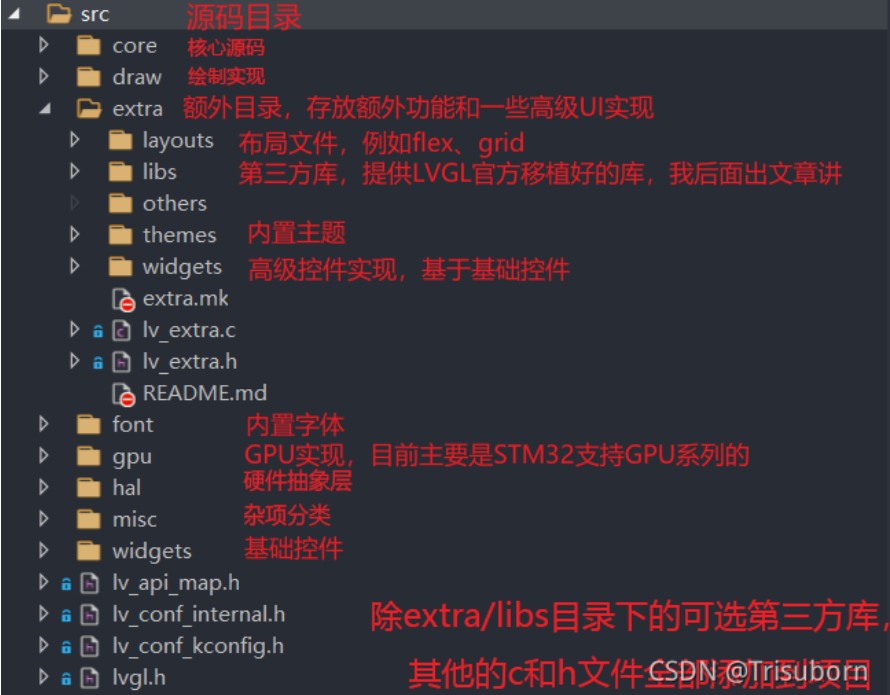 src 源码目录
core 核心源码
draw 绘制实现
extra 额外目录，存放额外功能和一些高级UI实现
layouts 布局文件，例如flex、grid
libs 第三方库，提供LVGL官方移植好的库，我后面出文章讲
others
themes 内置主题
widgets 高级控件实现，基于基础控件
extra.mk
lv_extra.c
lv_extra.h
README.md
font 内置字体
gpu GPU实现，目前主要是STM32支持GPU系列的
hal 硬件抽象层
misc 杂项分类
widgets 基础控件
lv_api_map.h
lv_conf_internal.h 除extra/libs目录下的可选第三方库，
lv_conf_kconfig.h
lvgl.h 其他的c和h文件全部添加到项目
CSDN @Trisuborn